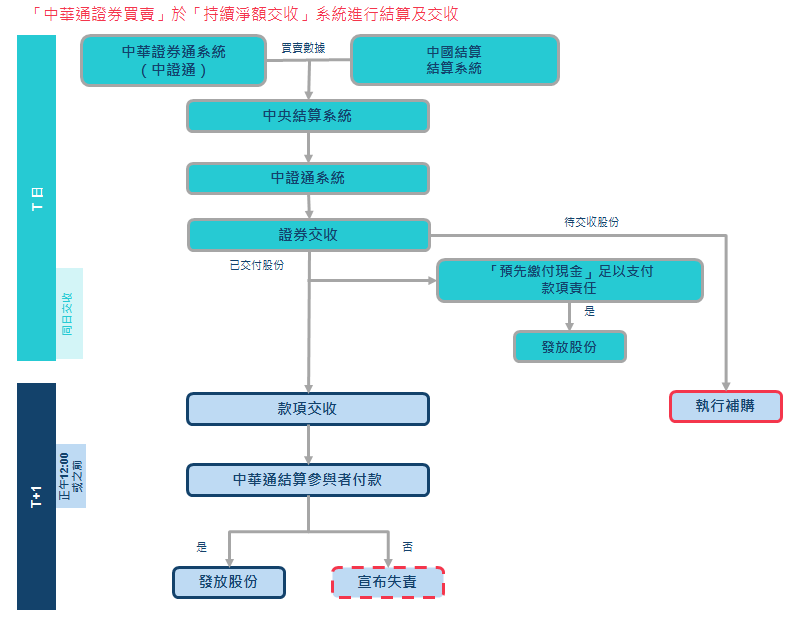 「中華通證券買賣」於「持續淨額交收」系統進行結算及交收
中華證券通系統
(中證通)
買賣數據
中國結算
結算系統
中央結算系統
中證通系統
T 日
證券交收
待交收股份
已交付股份
「預先繳付現金」足以支付
款項責任
同日交收
是
發放股份
款項交收
執行補購
正午12:00
或之前
T+1
中華通結算參與者付款
是
否
發放股份
宣布失責